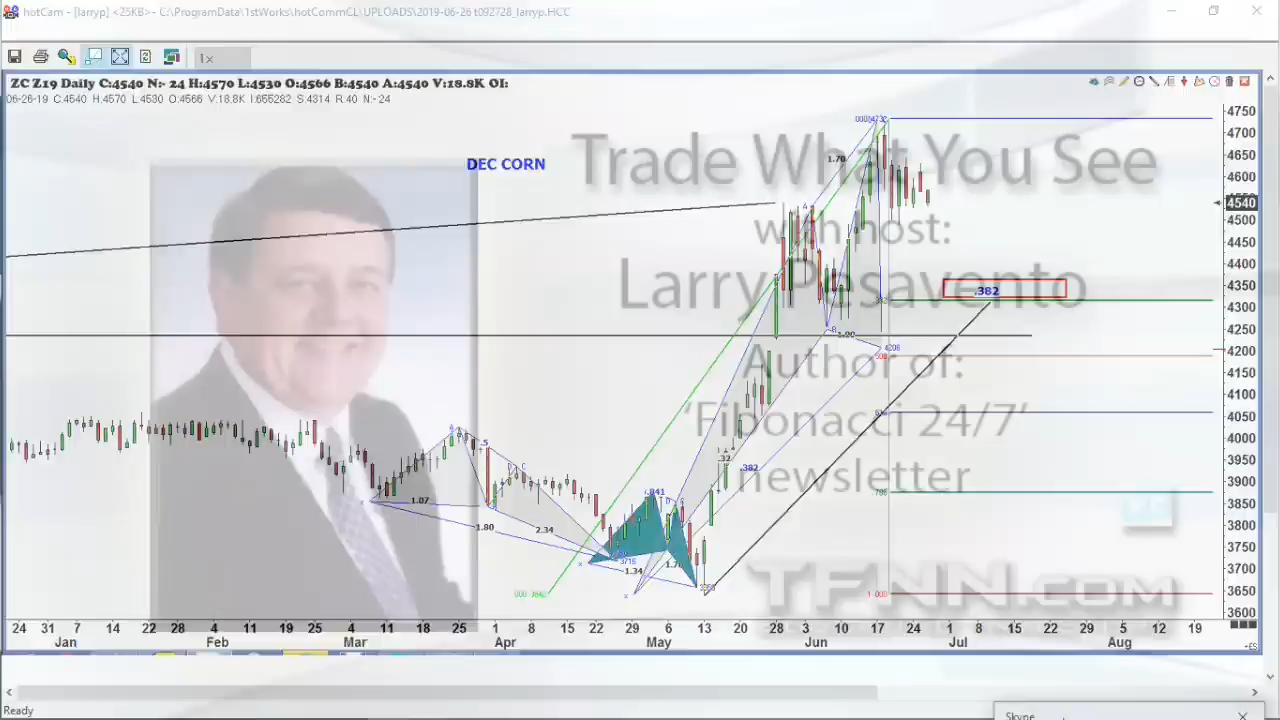 hotCam - [larryp] <25KB> - C:\ProgramData\1stWorks\hotCommCL\UPLOADS\2019-06-26 t092728_larryp.HCC
1x
ZC Z19 Daily C:4540 N:- 24 H:4570 L:4530 O:4566 B:4540 A:4540 V:18.8K OI:
06-26-19 C:4540 H:4570 L:4530 O:4566 V:18.8K I:655282 S:4314 R:40 N:-24
DEC CORN
Trade What You See
with host:
Larry Pesavento
Author of:
'Fibonacci 24/7'
newsletter
TFNN.COM
4750
4700
4650
4600
4540
4500
4450
4400
4350
4300
4250
4200
4150
4100
4050
4000
3950
3900
3850
3800
3750
3700
3650
3600
1.70
A
.382
B
4206
.382
A
.5
1.07
1.80
2.34
.841
1.34
x
3715
1.000
24 31 7 14 22 28 4 11 19 25 4 11 18 25 1 8 15 22 29 6 13 20 28 3 10 17 24 1 8 15 22 29 5 12 19
Jan Feb Mar Apr May Jun Jul Aug
Ready
Skype